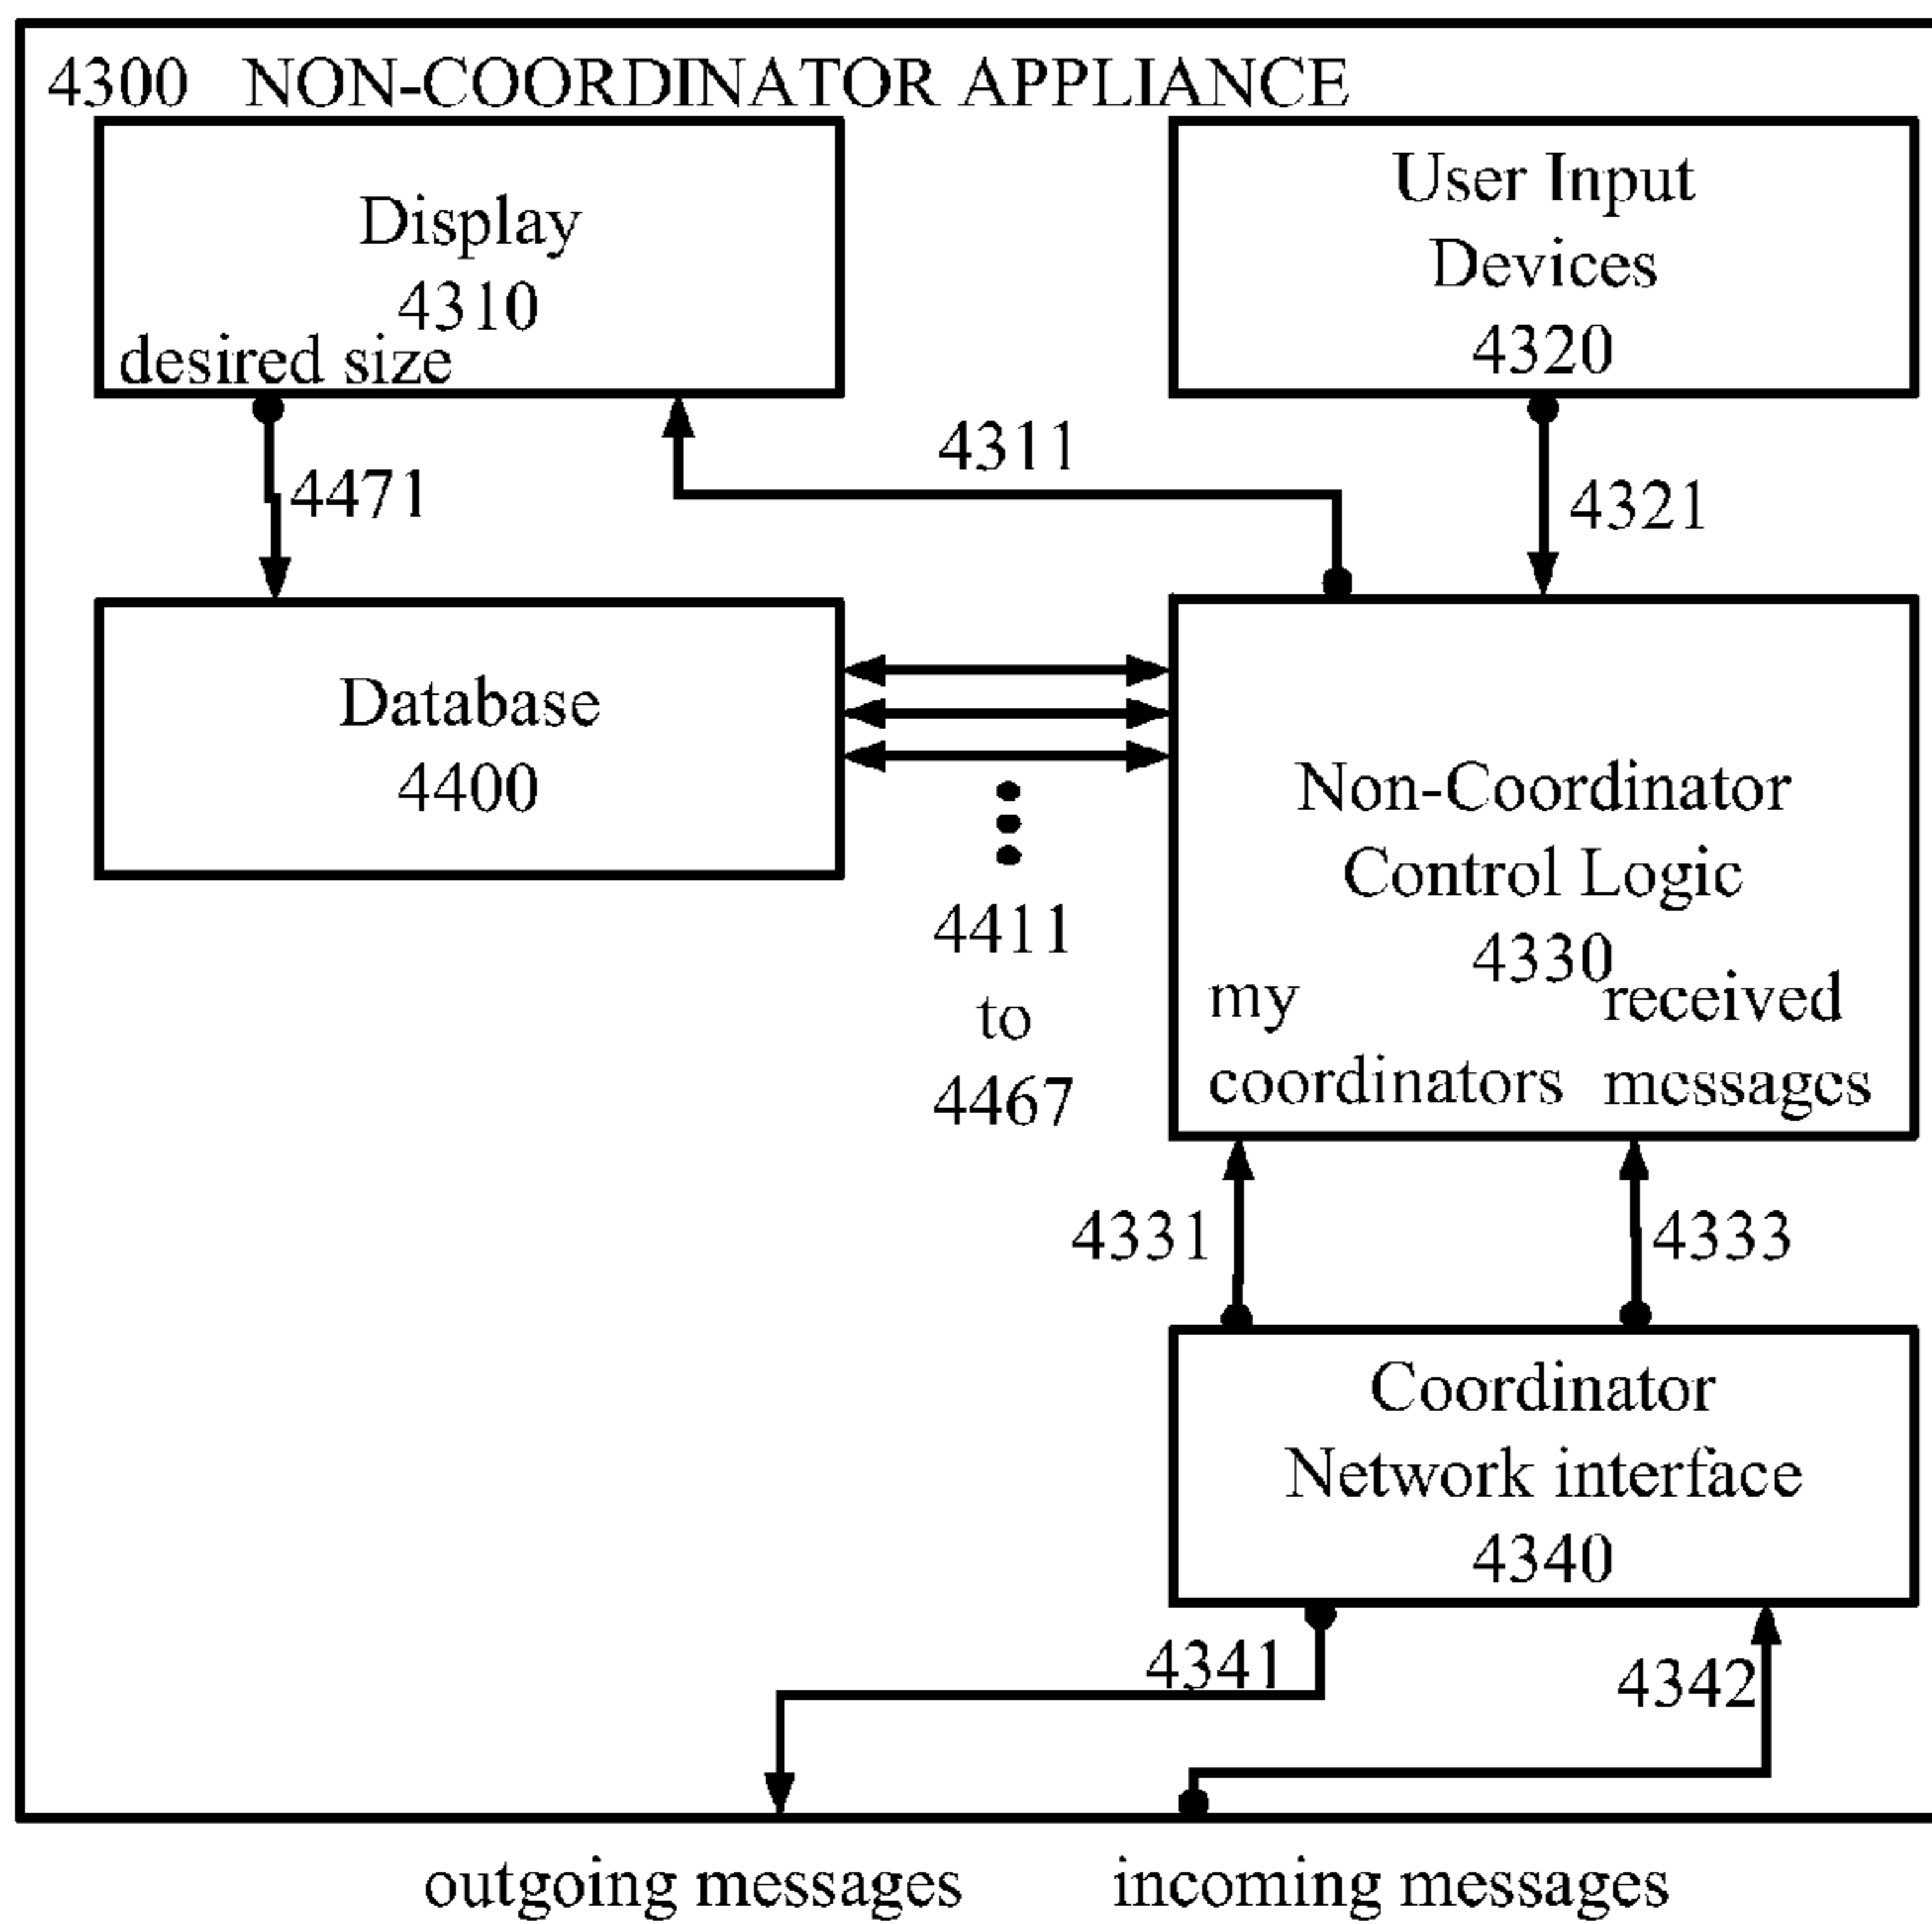 4300 NON-COORDINATOR APPLIANCE
Display
4310
desired size
User Input
Devices
4320
4471
4311
4321
Database
4400
4411
to
4467
Non-Coordinator
Control Logic
4330
my
coordinators
received
messages
4331
4333
Coordinator
Network interface
4340
4341
4342
outgoing messages
incoming messages